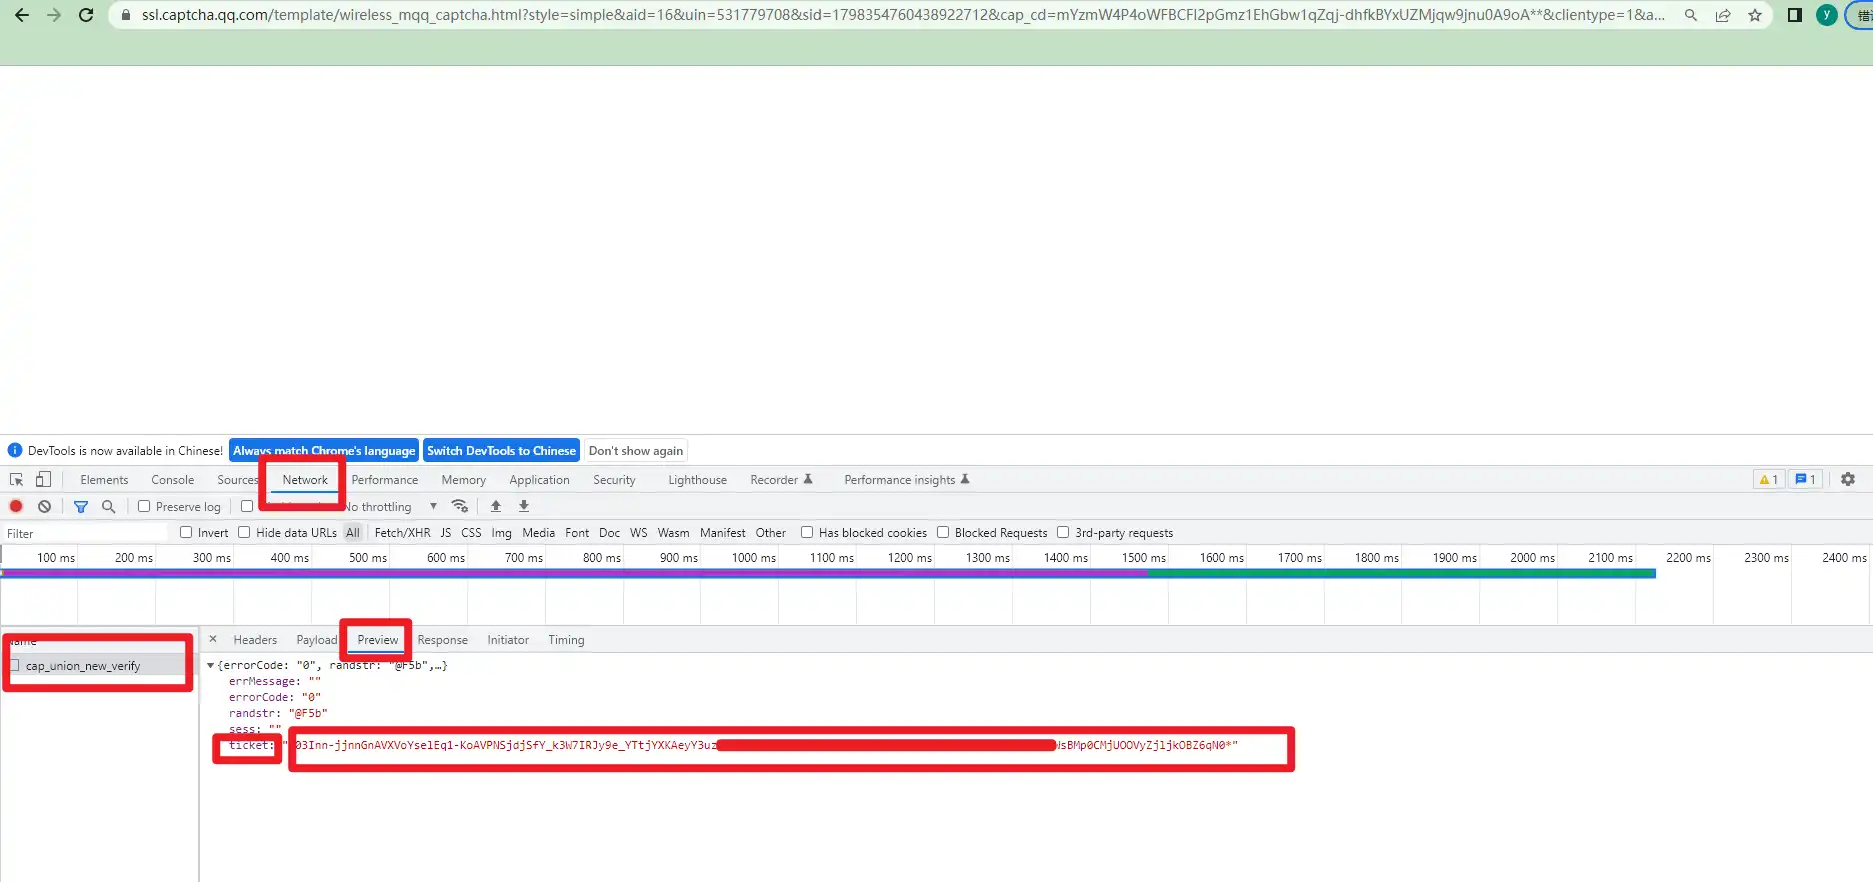 ssl.captcha.qq.com/template/wireless_mqq_captcha.html?style=simple&aid=16&uin=531779708&sid=1798354760438922712&cap_cd=mYzmW4P4oWFBCFl2pGmz1EhGbw1qZqj-dhfkBYxUZMjqw9jnu0A9oA**&clientype=1&a... y
DevTools is now available in Chinese! Always match Chrome's language Switch DevTools to Chinese Don't show again
Elements Console Sources Network Performance Memory Application Security Lighthouse Recorder Performance insights 1 1
Preserve log No throttling
Filter Invert Hide data URLs All Fetch/XHR JS CSS Img Media Font Doc WS Wasm Manifest Other Has blocked cookies Blocked Requests 3rd-party requests
100 ms 200 ms 300 ms 400 ms 500 ms 600 ms 700 ms 800 ms 900 ms 1000 ms 1100 ms 1200 ms 1300 ms 1400 ms 1500 ms 1600 ms 1700 ms 1800 ms 1900 ms 2000 ms 2100 ms 2200 ms 2300 ms 2400 ms
Name Headers Payload Preview Response Initiator Timing
cap_union_new_verify
{errorCode: "0", randstr: "@F5b",…}
errMessage: ""
errorCode: "0"
randstr: "@F5b"
sess: ""
ticket: "03Inn-jjnnGnAVXVoYselEq1-KoAVPNSjdjSfY_k3W7IRJy9e_YTtjYXKAeyY3uz sBMp0CMjUOOVyZjljkOBZ6qN0*"